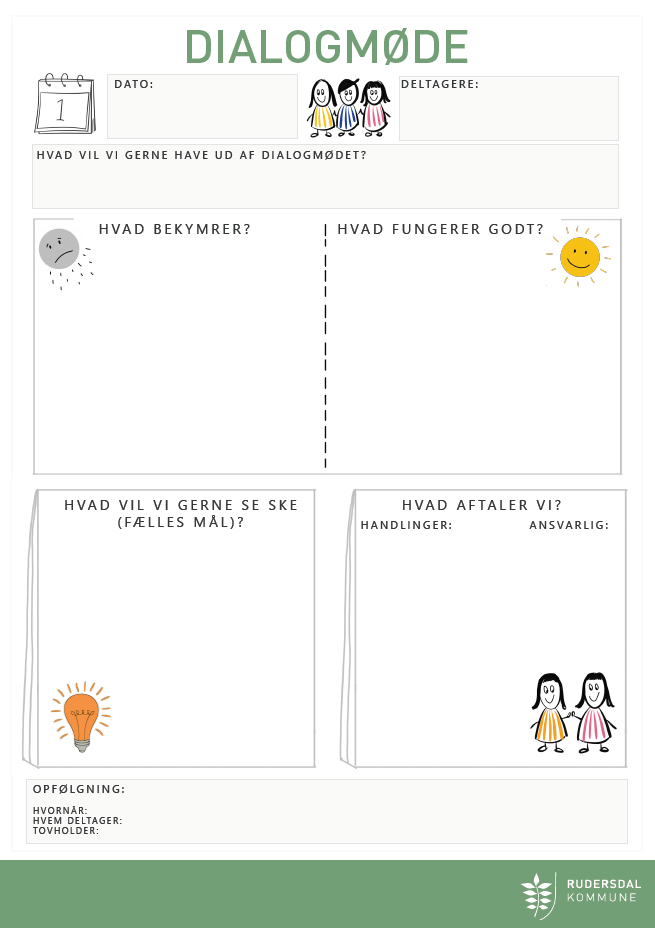 DIALOGMØDE
1
DATO:
DELTAGERE:
HVAD VIL VI GERNE HAVE UD AF DIALOGMØDET?
HVAD BEKYMRER?
HVAD FUNGERER GODT?
HVAD VIL VI GERNE SE SKE
(FÆLLES MÅL)?
HVAD AFTALER VI?
HANDLINGER:
ANSVARLIG:
OPFØLGNING:
HVORNÅR:
HVEM DELTAGER:
TOVHOLDER:
RUDERSDAL
KOMMUNE